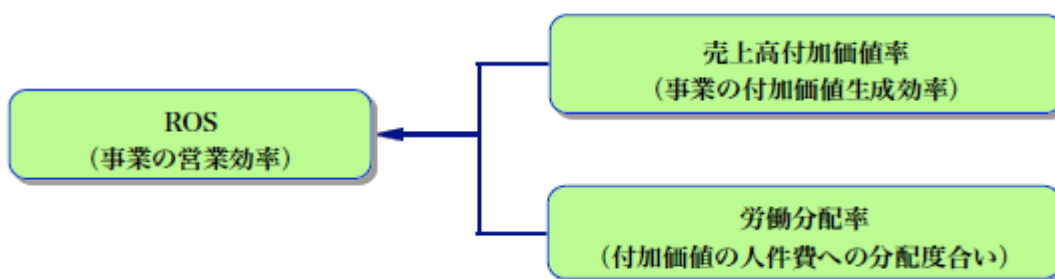 売上高付加価値率
（事業の付加価値生成効率）
ROS
（事業の営業効率）
労働分配率
（付加価値の人件費への分配度合い）